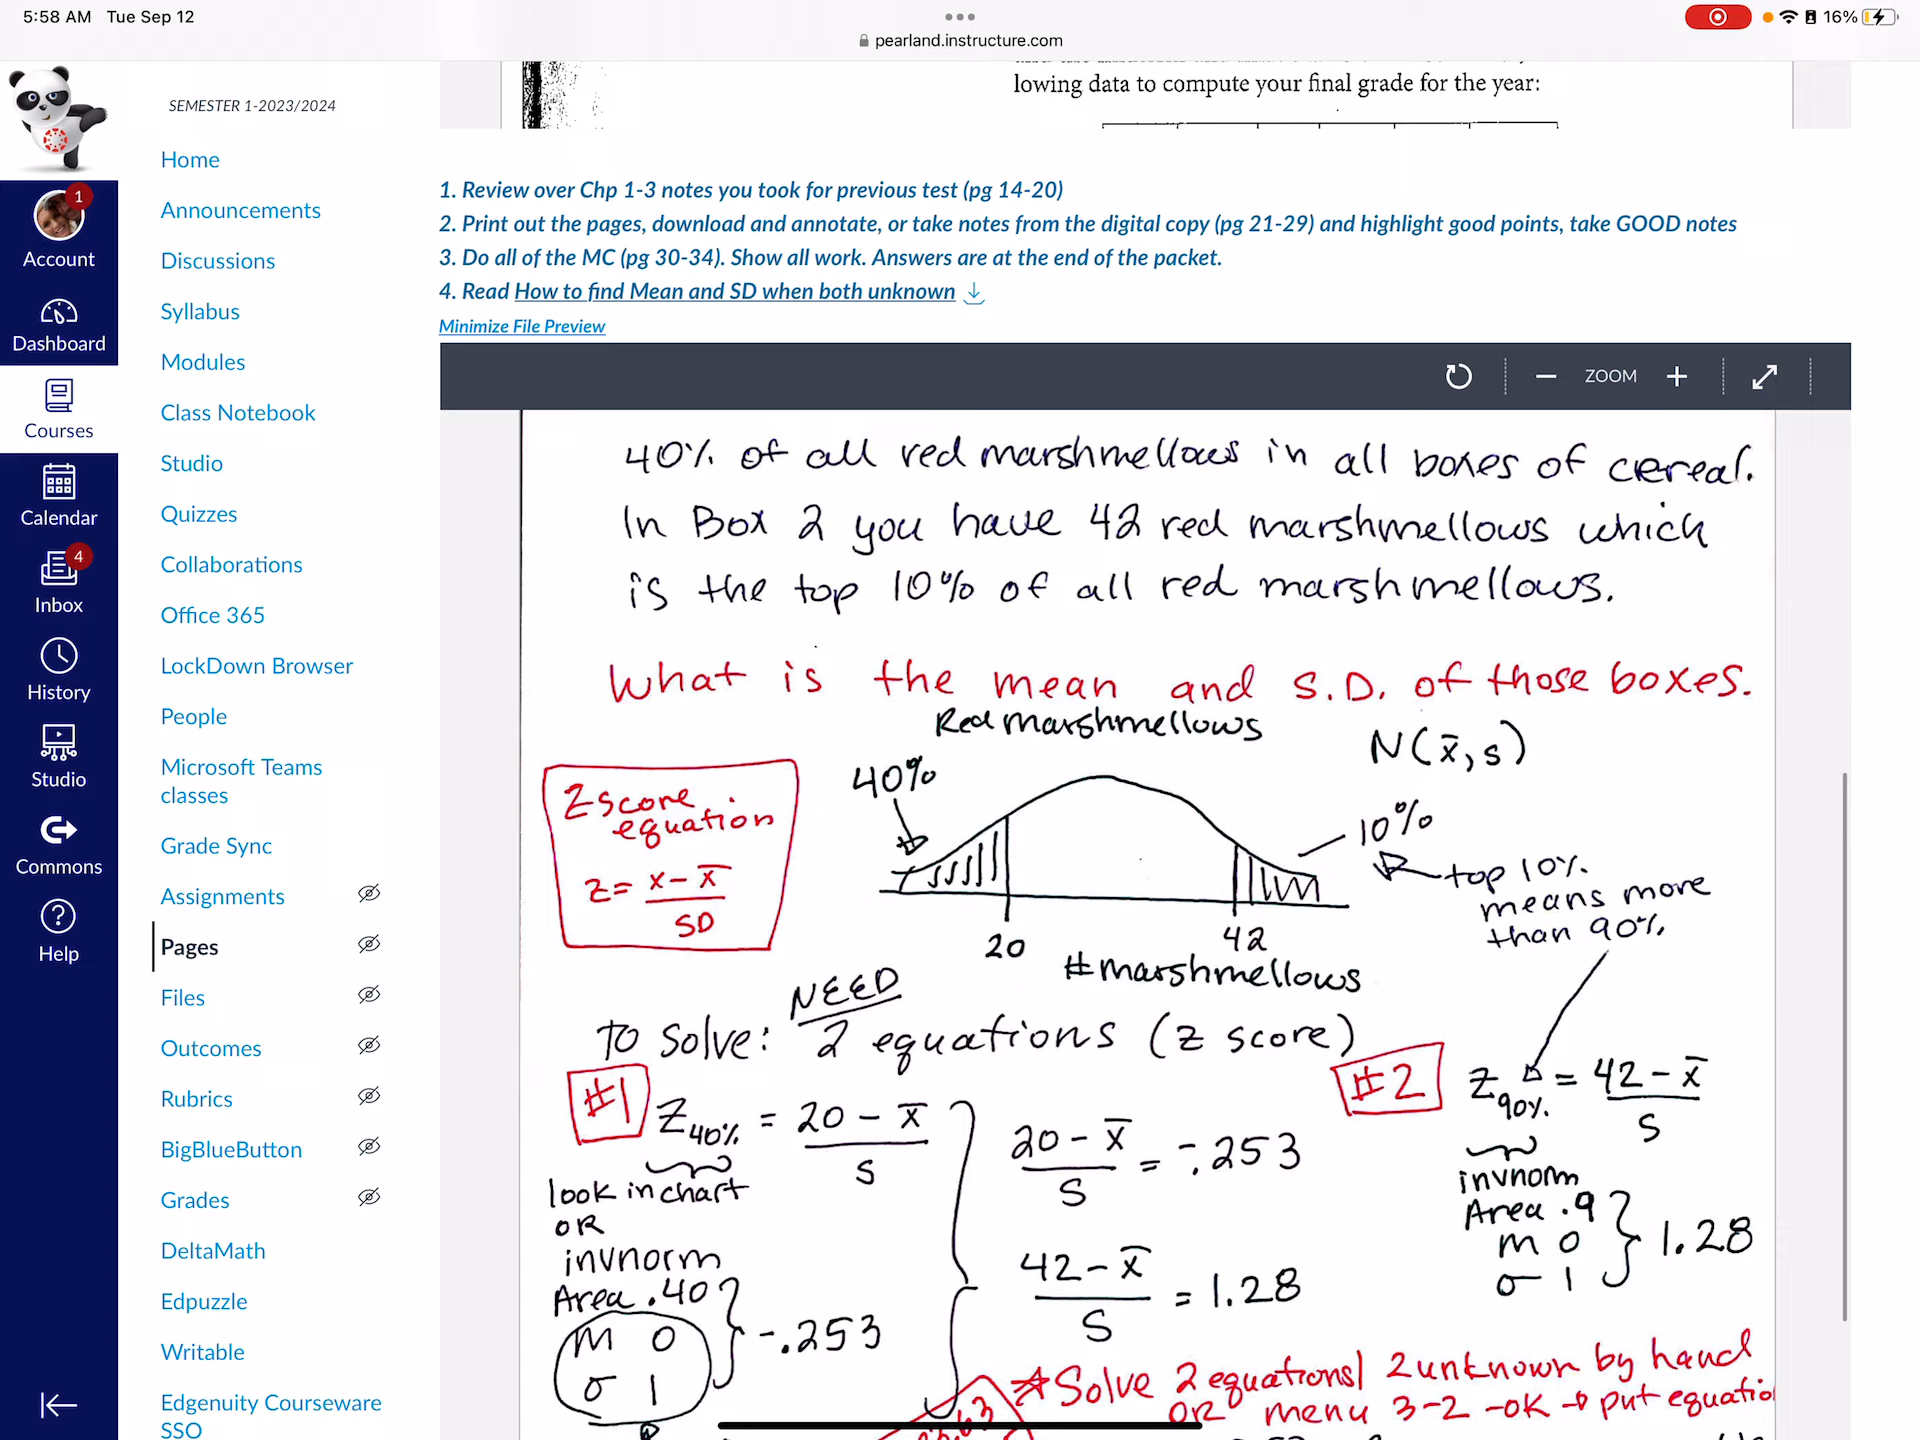 5:58 AM Tue Sep 12
16%
pearland.instructure.com
SEMESTER 1-2023/2024
Home
Announcements
Discussions
Syllabus
Modules
Class Notebook
Studio
Quizzes
Collaborations
Office 365
LockDown Browser
People
Microsoft Teams
classes
Grade Sync
Assignments
Pages
Files
Outcomes
Rubrics
BigBlueButton
Grades
DeltaMath
Edpuzzle
Writable
Edgenuity Courseware
SSO
1
Account
Dashboard
Courses
Calendar
4
Inbox
History
Studio
Commons
Help
lowing data to compute your final grade for the year:
1. Review over Chp 1-3 notes you took for previous test (pg 14-20)
2. Print out the pages, download and annotate, or take notes from the digital copy (pg 21-29) and highlight good points, take GOOD notes
3. Do all of the MC (pg 30-34). Show all work. Answers are at the end of the packet.
4. Read How to find Mean and SD when both unknown
Minimize File Preview
ZOOM
40% of all red marshmellows in all boxes of cereal.
In Box 2 you have 42 red marshmellows which
is the top 10% of all red marshmellows.
What is the mean and S.D. of those boxes.
Red marshmellows
N(x̄, s)
40%
10%
top 10%
means more
than 90%.
Z score
equation
z = x - x̄
SD
20
42
#marshmellows
NEED
To solve: 2 equations (z score)
#1
Z40% = 20 - x̄
S
look in chart
OR
invnorm
Area .40
m 0
σ 1
-.253
20 - x̄
S
= -.253
42 - x̄
S
= 1.28
#2
Z90% = 42 - x̄
S
invnorm
Area .9
m 0
σ 1
1.28
*Solve 2 equations/ 2 unknown by hand
OR menu 3-2 -OK → put equatio